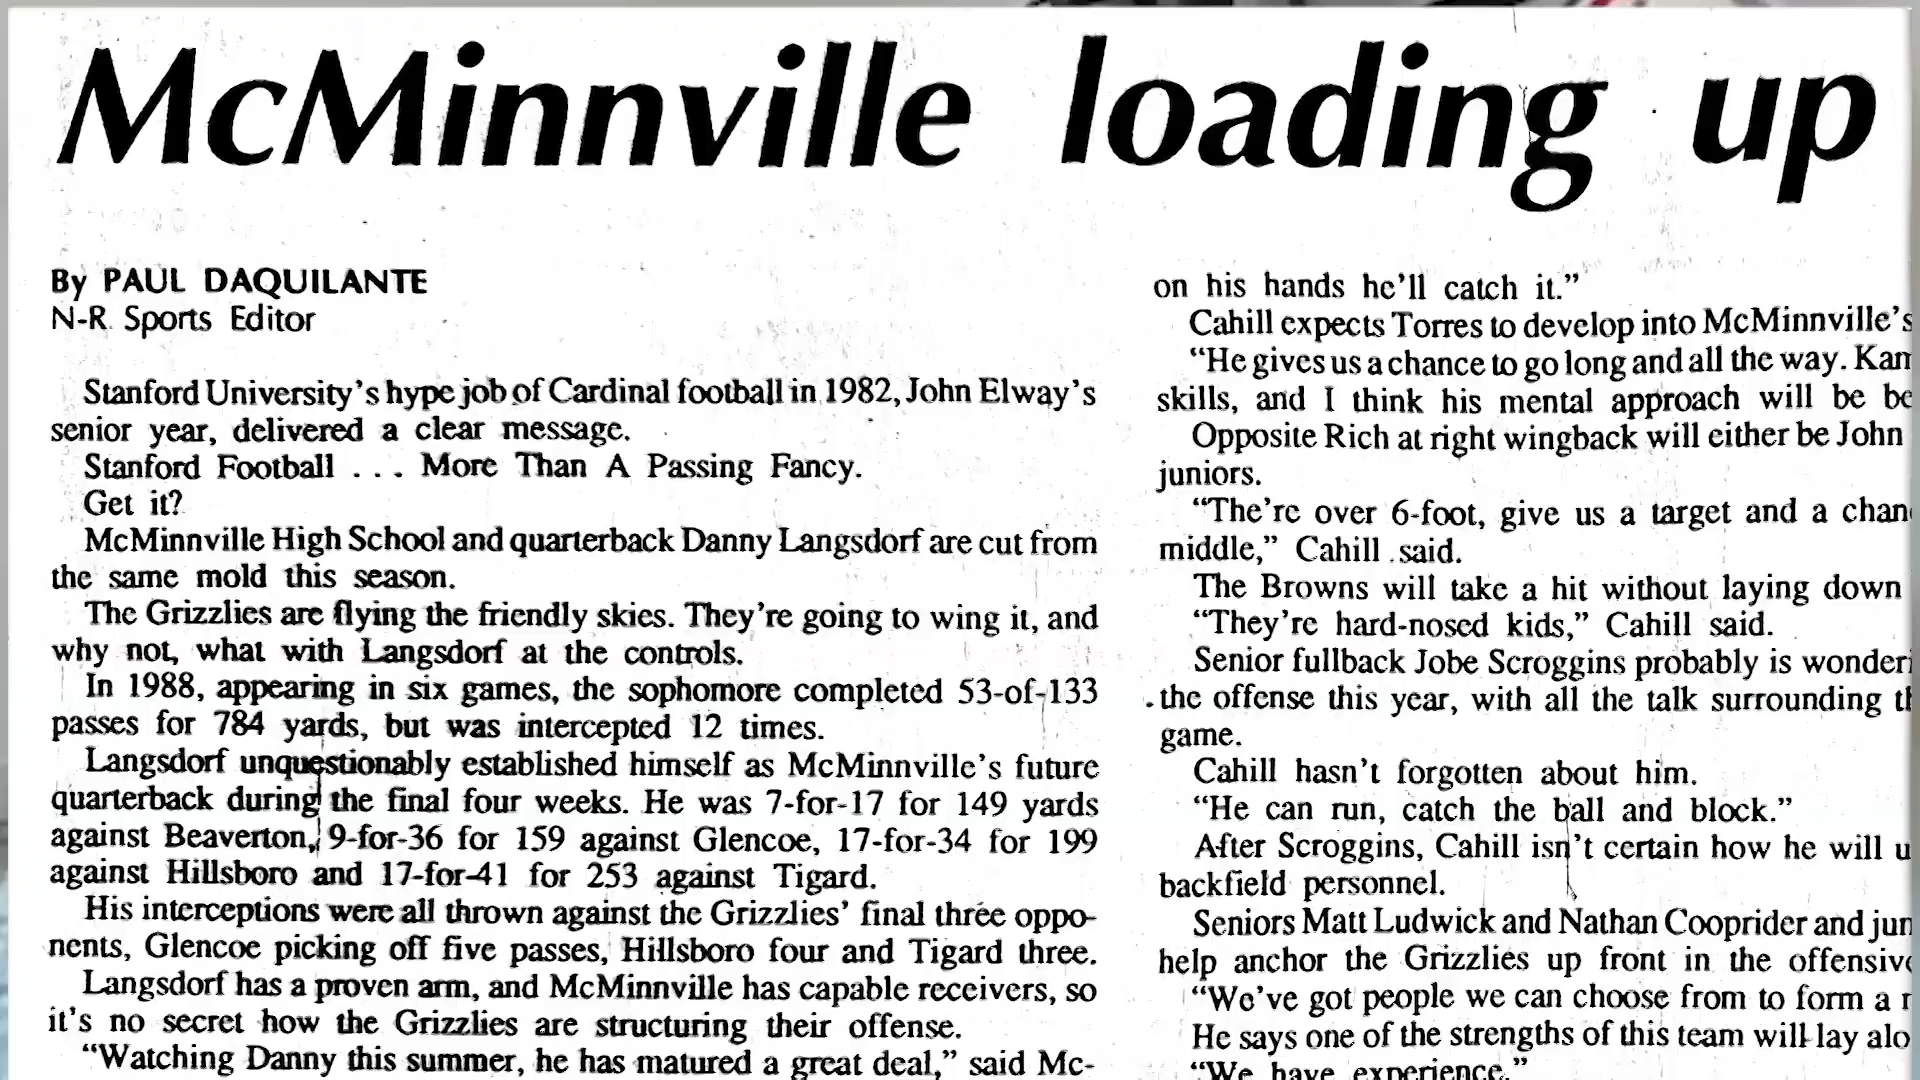 McMinnville loading up
By PAUL DAQUILANTE
N-R Sports Editor
Stanford University's hype job of Cardinal football in 1982, John Elway's
senior year, delivered a clear message.
Stanford Football . . . More Than A Passing Fancy.
Get it?
McMinnville High School and quarterback Danny Langsdorf are cut from
the same mold this season.
The Grizzlies are flying the friendly skies. They're going to wing it, and
why not, what with Langsdorf at the controls.
In 1988, appearing in six games, the sophomore completed 53-of-133
passes for 784 yards, but was intercepted 12 times.
Langsdorf unquestionably established himself as McMinnville's future
quarterback during the final four weeks. He was 7-for-17 for 149 yards
against Beaverton, 9-for-36 for 159 against Glencoe, 17-for-34 for 199
against Hillsboro and 17-for-41 for 253 against Tigard.
His interceptions were all thrown against the Grizzlies' final three oppo-
nents, Glencoe picking off five passes, Hillsboro four and Tigard three.
Langsdorf has a proven arm, and McMinnville has capable receivers, so
it's no secret how the Grizzlies are structuring their offense.
"Watching Danny this summer, he has matured a great deal," said Mc-
on his hands he'll catch it."
Cahill expects Torres to develop into McMinnville's
"He gives us a chance to go long and all the way. Kam
skills, and I think his mental approach will be be
Opposite Rich at right wingback will either be John
juniors.
"The're over 6-foot, give us a target and a chan
middle," Cahill said.
The Browns will take a hit without laying down
"They're hard-nosed kids," Cahill said.
Senior fullback Jobe Scroggins probably is wonderi
the offense this year, with all the talk surrounding th
game.
Cahill hasn't forgotten about him.
"He can run, catch the ball and block."
After Scroggins, Cahill isn't certain how he will u
backfield personnel.
Seniors Matt Ludwick and Nathan Cooprider and jun
help anchor the Grizzlies up front in the offensive
"We've got people we can choose from to form a
He says one of the strengths of this team will lay alo
"We have experience."